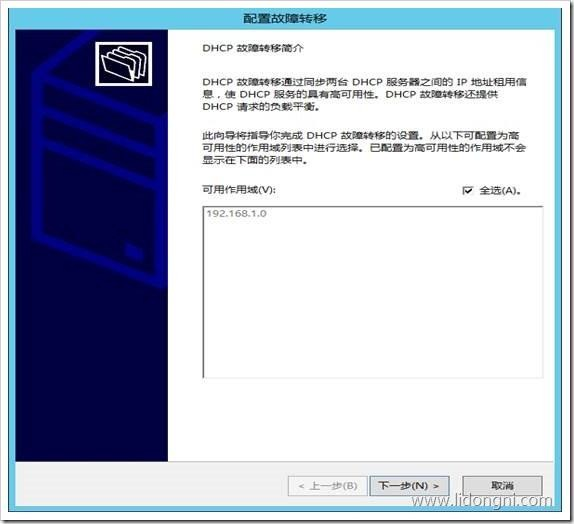 配置故障转移
DHCP 故障转移简介
DHCP 故障转移通过同步两台 DHCP 服务器之间的 IP 地址租用信
息，使 DHCP 服务的具有高可用性。DHCP 故障转移还提供
DHCP 请求的负载平衡。
此向导将指导你完成 DHCP 故障转移的设置。从以下可配置为高
可用性的作用域列表中进行选择。已配置为高可用性的作用域不会
显示在下面的列表中。
可用作用域(V): 全选(A)。
192.168.1.0
< 上一步(B) 下一步(N) > 取消
www.lidongni.com